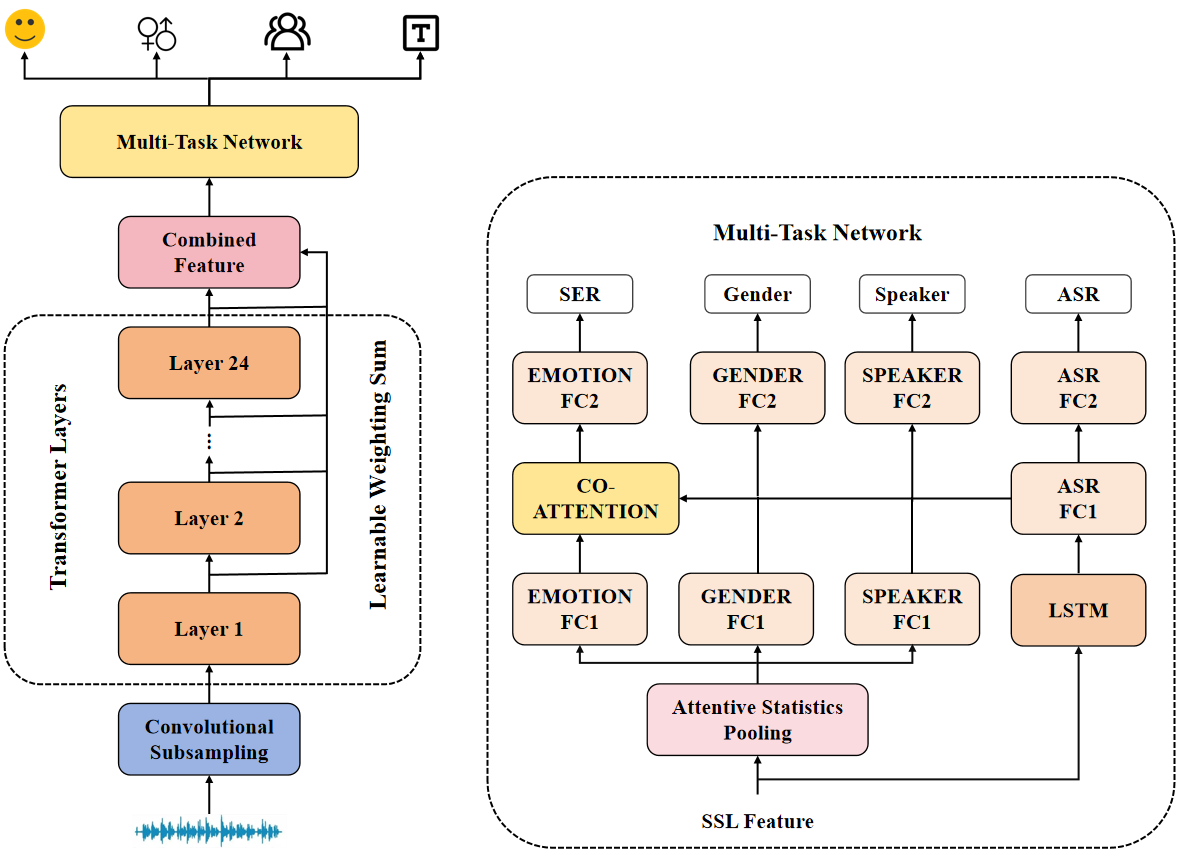 T
Multi-Task Network
Combined
Feature
Transformer Layers
Layer 24
...
Layer 2
Layer 1
Learnable Weighting Sum
Convolutional
Subsampling
Multi-Task Network
SER
Gender
Speaker
ASR
EMOTION
FC2
GENDER
FC2
SPEAKER
FC2
ASR
FC2
CO-
ATTENTION
ASR
FC1
EMOTION
FC1
GENDER
FC1
SPEAKER
FC1
LSTM
Attentive Statistics
Pooling
SSL Feature